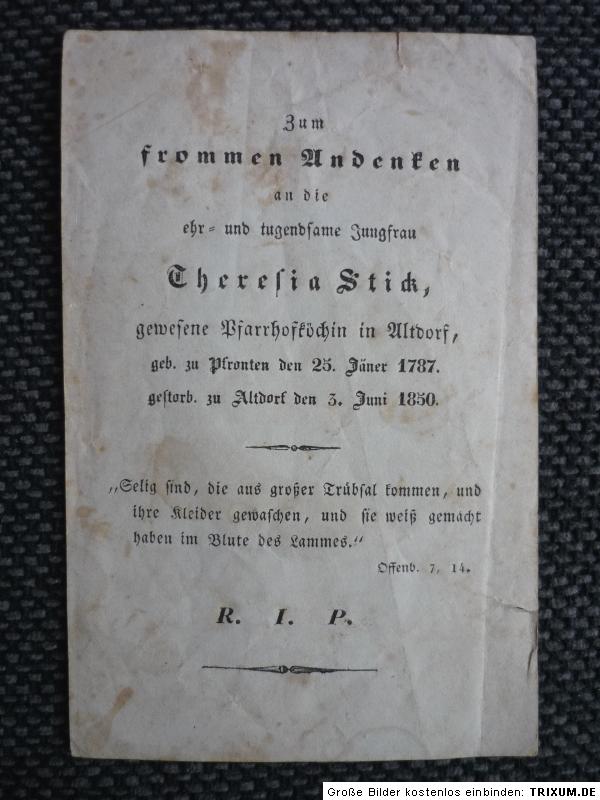 Zum
frommen Andenken
an die
ehr= und tugendsame Jungfrau
Theresia Stick,
gewesene Pfarrhofköchin in Altdorf,
geb. zu Pfronten den 25. Jäner 1787.
gestorb. zu Altdorf den 3. Juni 1850.
„Selig sind, die aus großer Trübsal kommen, und
ihre Kleider gewaschen, und sie weiß gemacht
haben im Blute des Lammes.“
Offenb. 7, 14.
R. I. P.
Große Bilder kostenlos einbinden: TRIXUM.DE